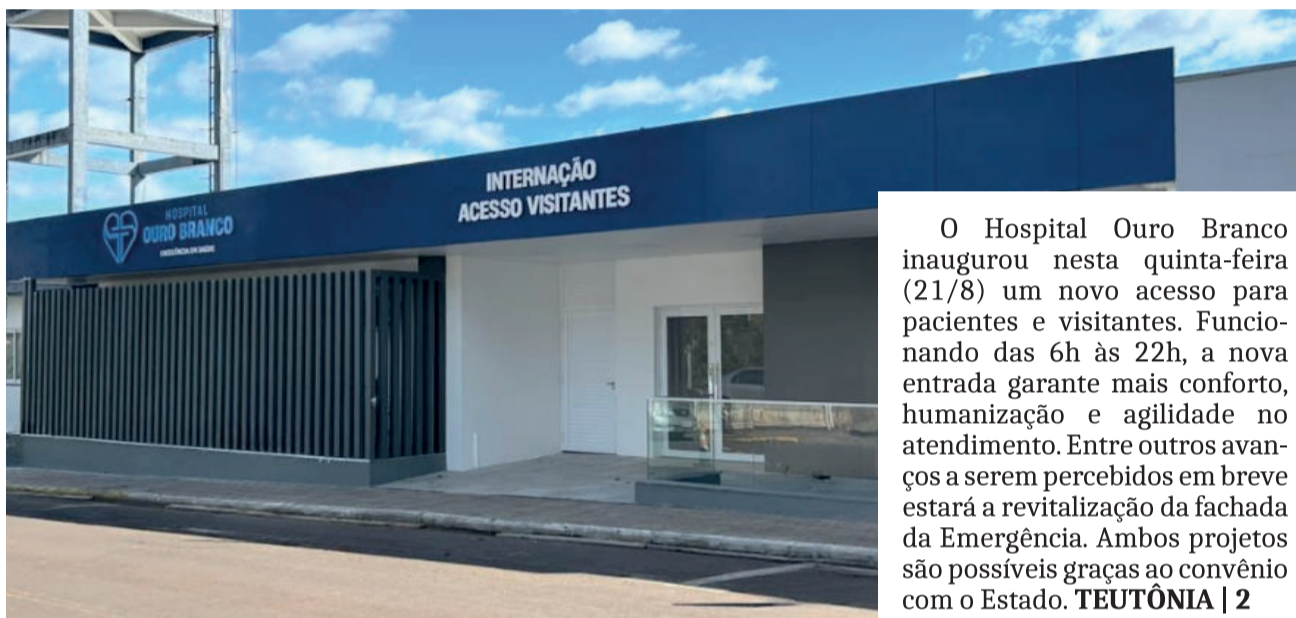 HOSPITAL
OURO BRANCO
EXCELÊNCIA EM SAÚDE
INTERNAÇÃO
ACESSO VISITANTES
O Hospital Ouro Branco
inaugurou nesta quinta-feira
(21/8) um novo acesso para
pacientes e visitantes. Funcio-
nando das 6h às 22h, a nova
entrada garante mais conforto,
humanização e agilidade no
atendimento. Entre outros avan-
ços a serem percebidos em breve
estará a revitalização da fachada
da Emergência. Ambos projetos
são possíveis graças ao convênio
com o Estado. TEUTÔNIA | 2